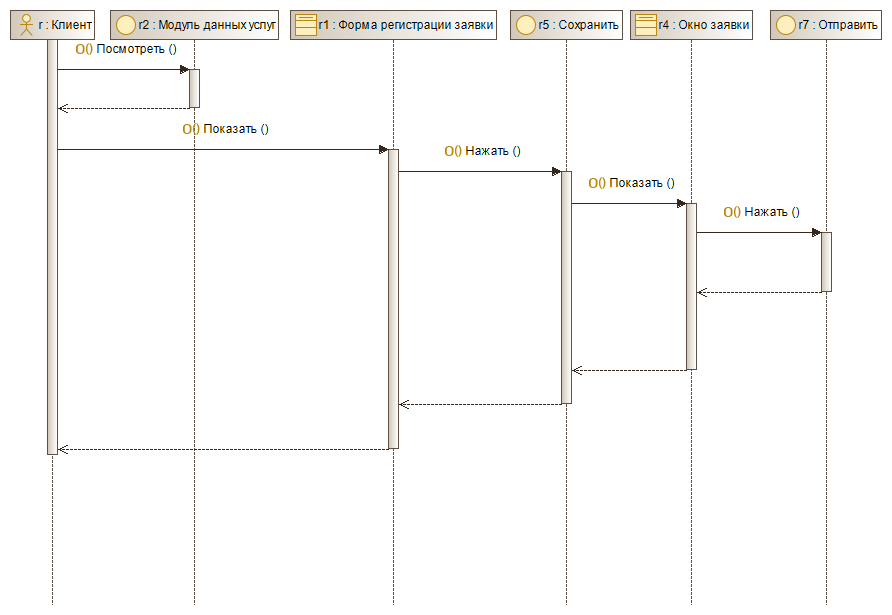 r : Клиент
r2 : Модуль данных услуг
r1 : Форма регистрации заявки
r5 : Сохранить
r4 : Окно заявки
r7 : Отправить
O() Посмотреть ()
O() Показать ()
O() Нажать ()
O() Показать ()
O() Нажать ()